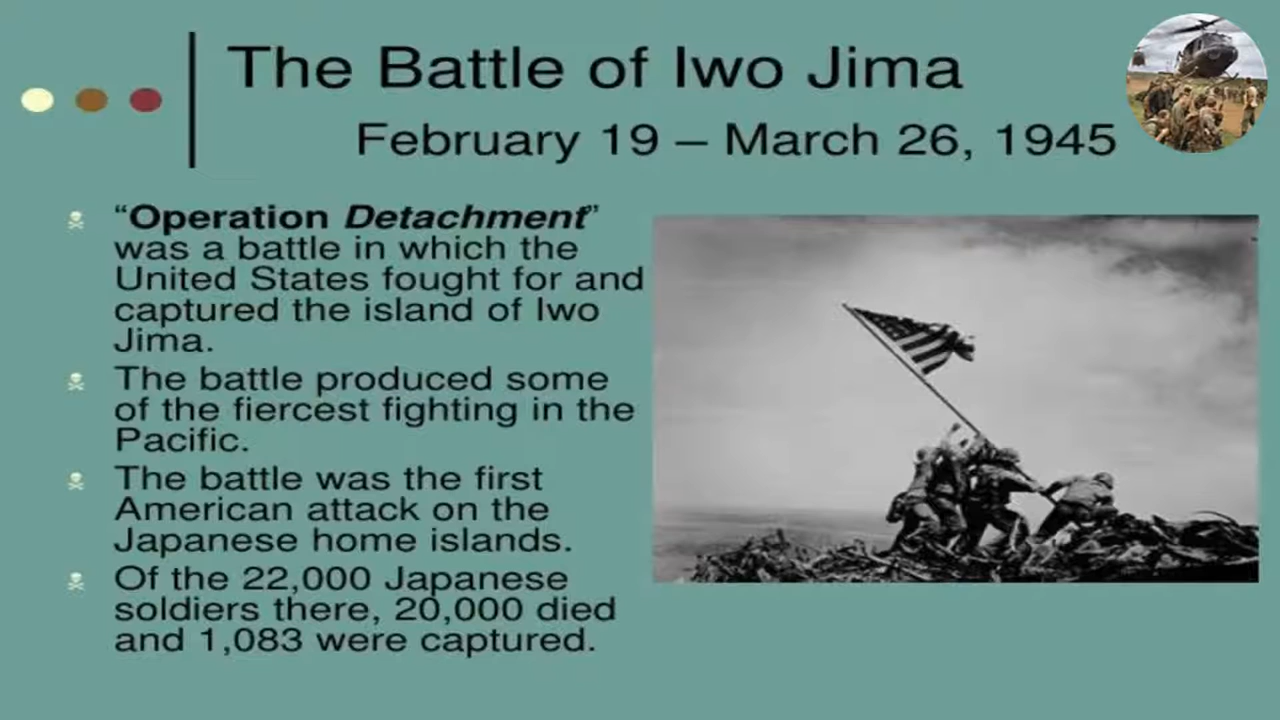 The Battle of Iwo Jima
February 19 – March 26, 1945
“Operation Detachment”
was a battle in which the
United States fought for and
captured the island of Iwo
Jima.
The battle produced some
of the fiercest fighting in the
Pacific.
The battle was the first
American attack on the
Japanese home islands.
Of the 22,000 Japanese
soldiers there, 20,000 died
and 1,083 were captured.